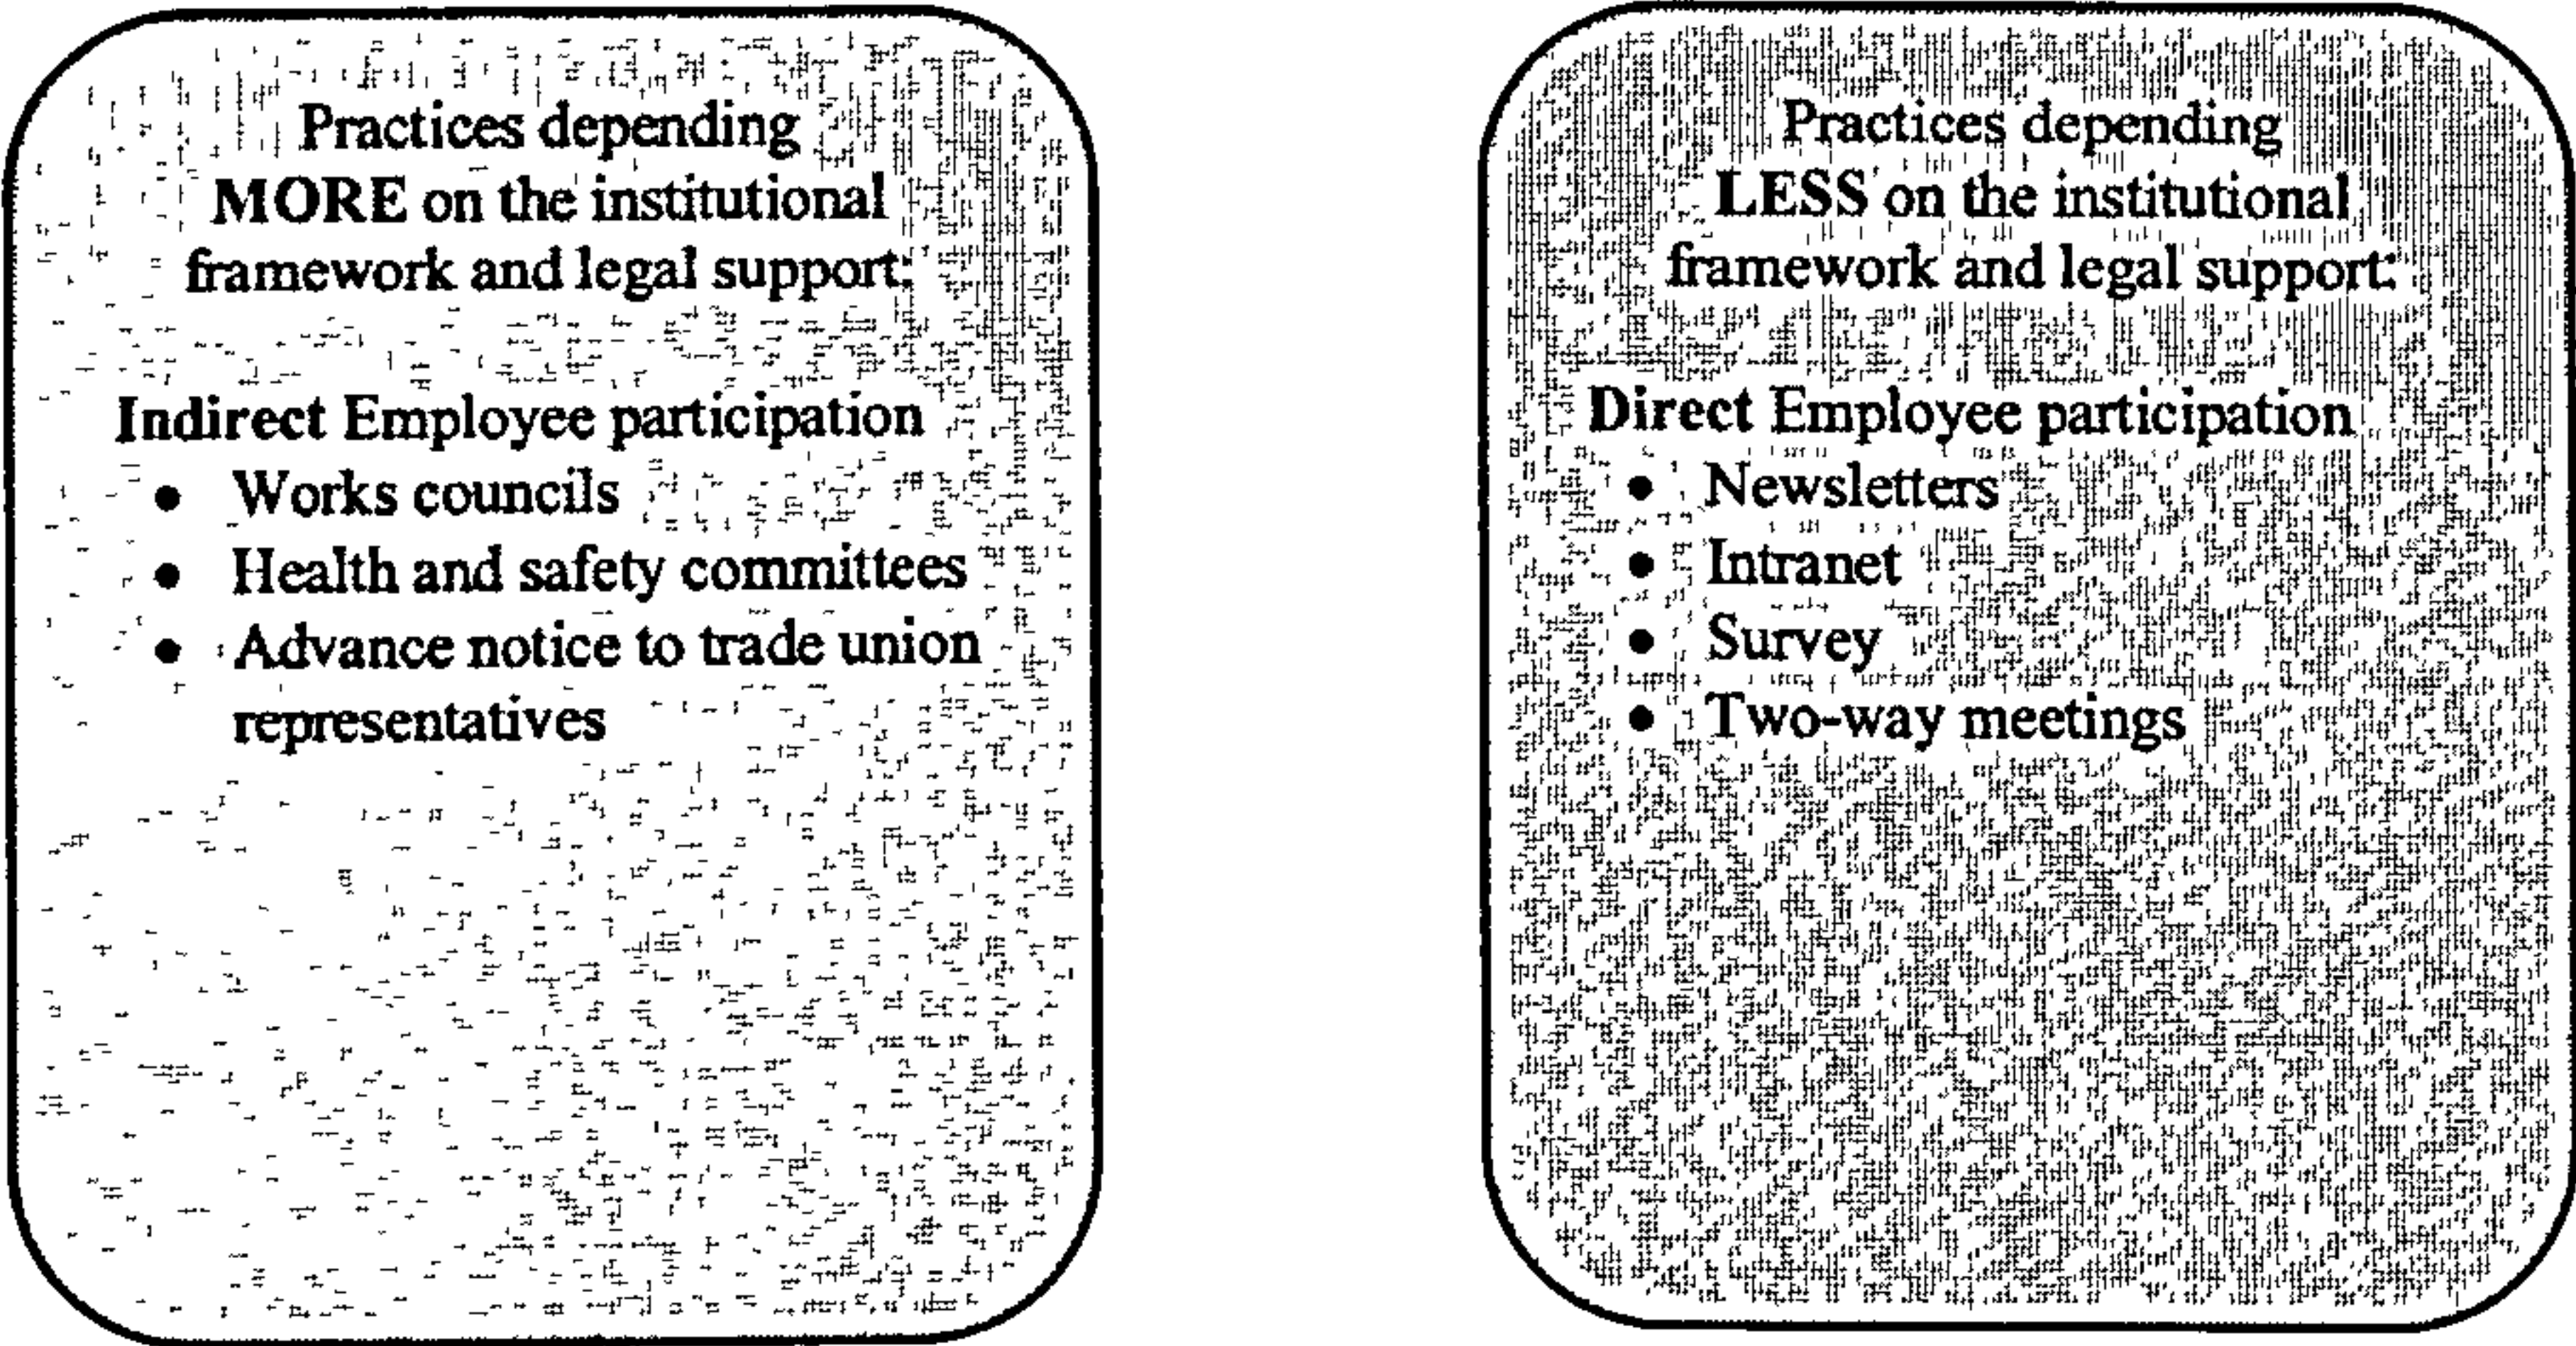 Practices depending
MORE on the institutional
framework and legal support:
Indirect Employee participation
• Works councils
• Health and safety committees
• Advance notice to trade union
representatives
Practices depending
LESS on the institutional
framework and legal support:
Direct Employee participation
• Newsletters
• Intranet
• Survey
• Two-way meetings